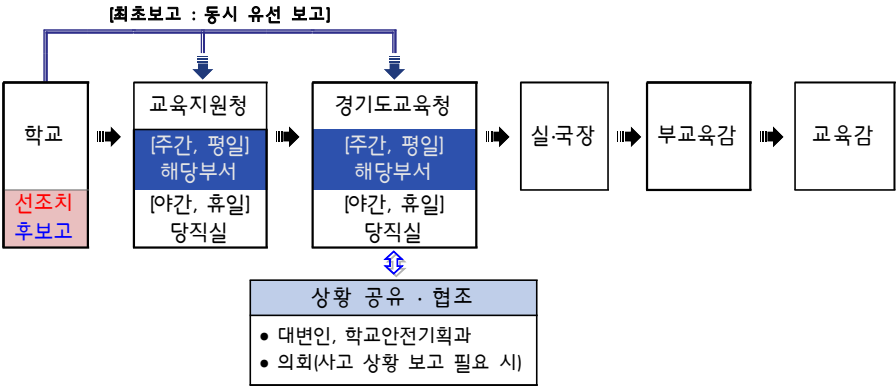 [최초보고 : 동시 유선 보고]
학교
선조치
후보고
교육지원청
[주간, 평일]
해당부서
[야간, 휴일]
당직실
경기도교육청
[주간, 평일]
해당부서
[야간, 휴일]
당직실
실·국장
부교육감
교육감
상황 공유 · 협조
● 대변인, 학교안전기획과
● 의회(사고 상황 보고 필요 시)